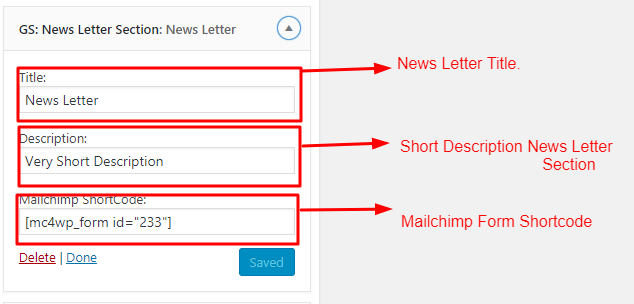 GS: News Letter Section: News Letter
Title:
News Letter
News Letter Title.
Description:
Very Short Description
Short Description News Letter
Section
Mailchimp ShortCode:
[mc4wp_form id="233"]
Mailchimp Form Shortcode
Delete | Done
Saved